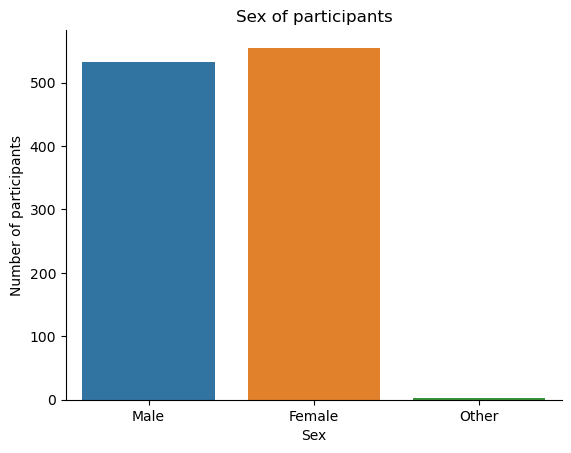 Sex of participants
Number of participants
500
400
300
200
100
0
Male Female Other
Sex